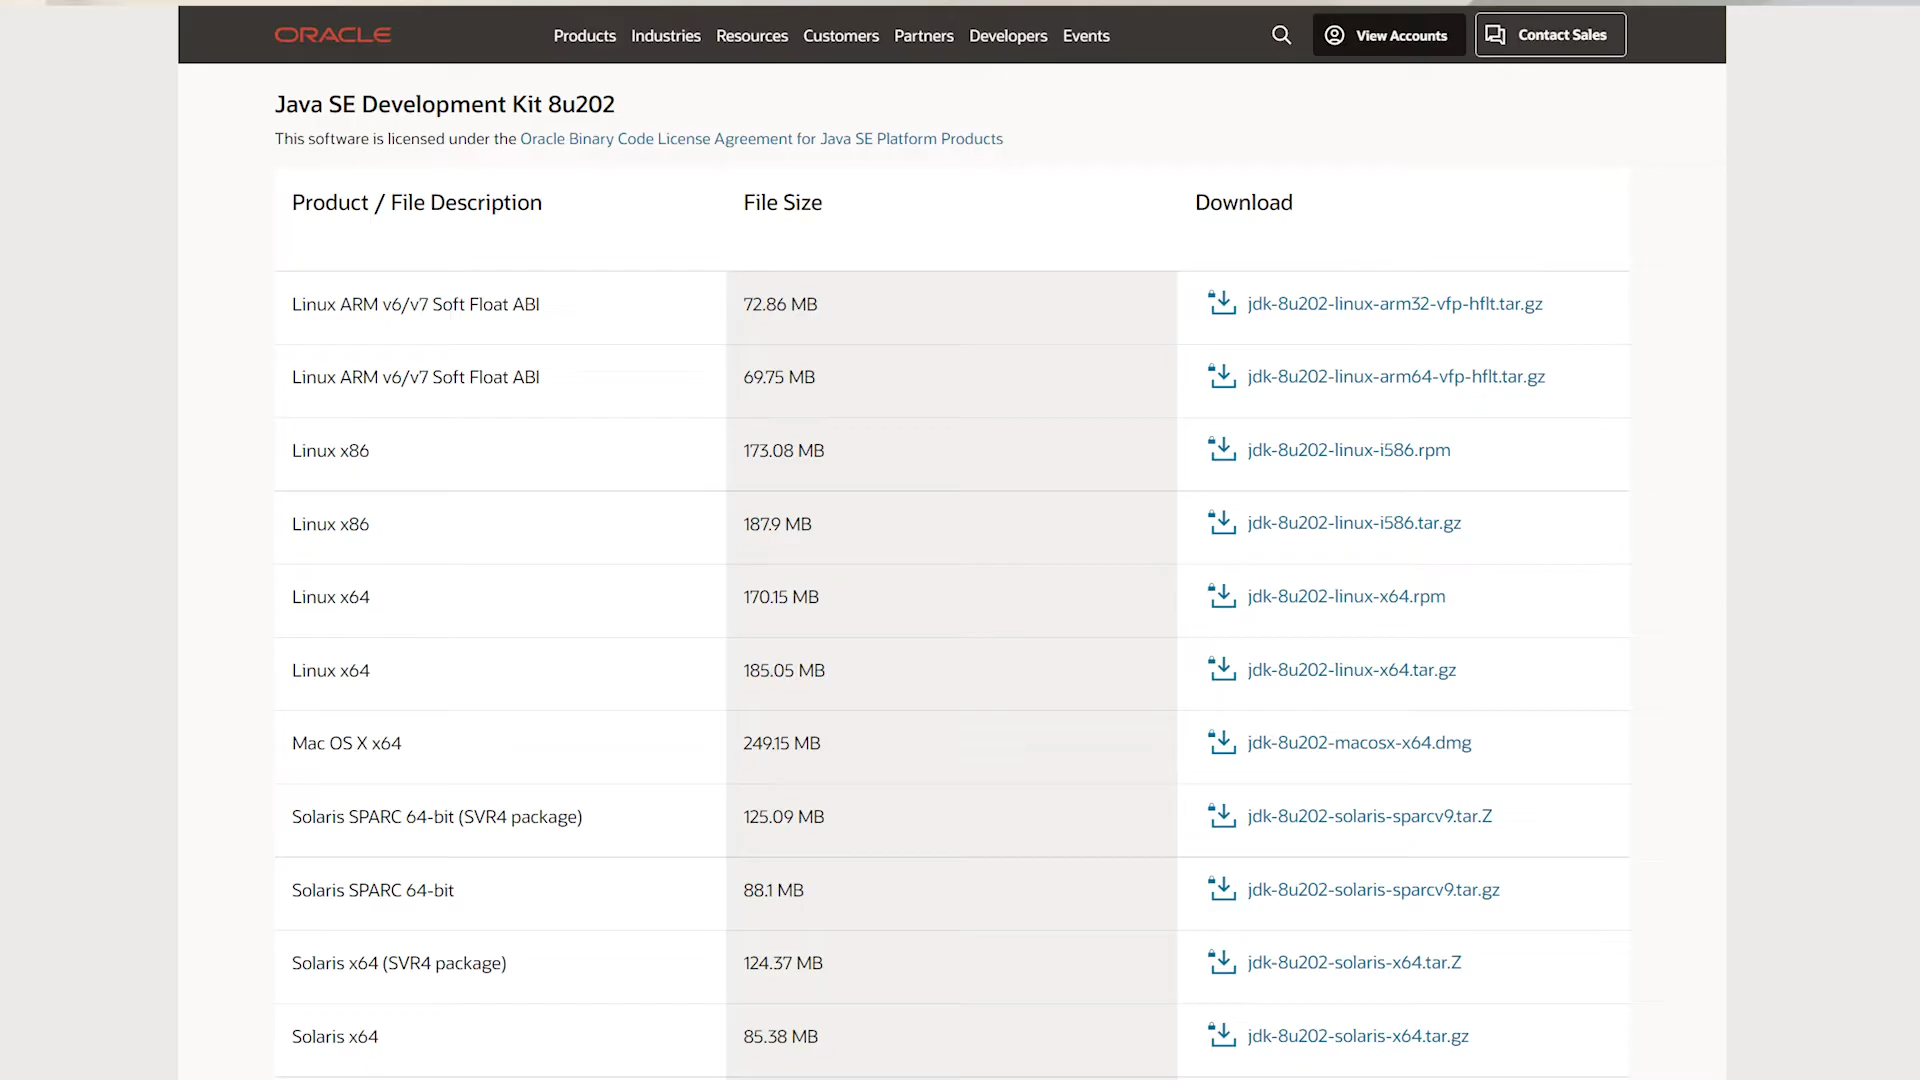 ORACLE Products Industries Resources Customers Partners Developers Events View Accounts Contact Sales
Java SE Development Kit 8u202
This software is licensed under the Oracle Binary Code License Agreement for Java SE Platform Products
Product / File Description File Size Download
Linux ARM v6/v7 Soft Float ABI 72.86 MB jdk-8u202-linux-arm32-vfp-hflt.tar.gz
Linux ARM v6/v7 Soft Float ABI 69.75 MB jdk-8u202-linux-arm64-vfp-hflt.tar.gz
Linux x86 173.08 MB jdk-8u202-linux-i586.rpm
Linux x86 187.9 MB jdk-8u202-linux-i586.tar.gz
Linux x64 170.15 MB jdk-8u202-linux-x64.rpm
Linux x64 185.05 MB jdk-8u202-linux-x64.tar.gz
Mac OS X x64 249.15 MB jdk-8u202-macosx-x64.dmg
Solaris SPARC 64-bit (SVR4 package) 125.09 MB jdk-8u202-solaris-sparcv9.tar.Z
Solaris SPARC 64-bit 88.1 MB jdk-8u202-solaris-sparcv9.tar.gz
Solaris x64 (SVR4 package) 124.37 MB jdk-8u202-solaris-x64.tar.Z
Solaris x64 85.38 MB jdk-8u202-solaris-x64.tar.gz